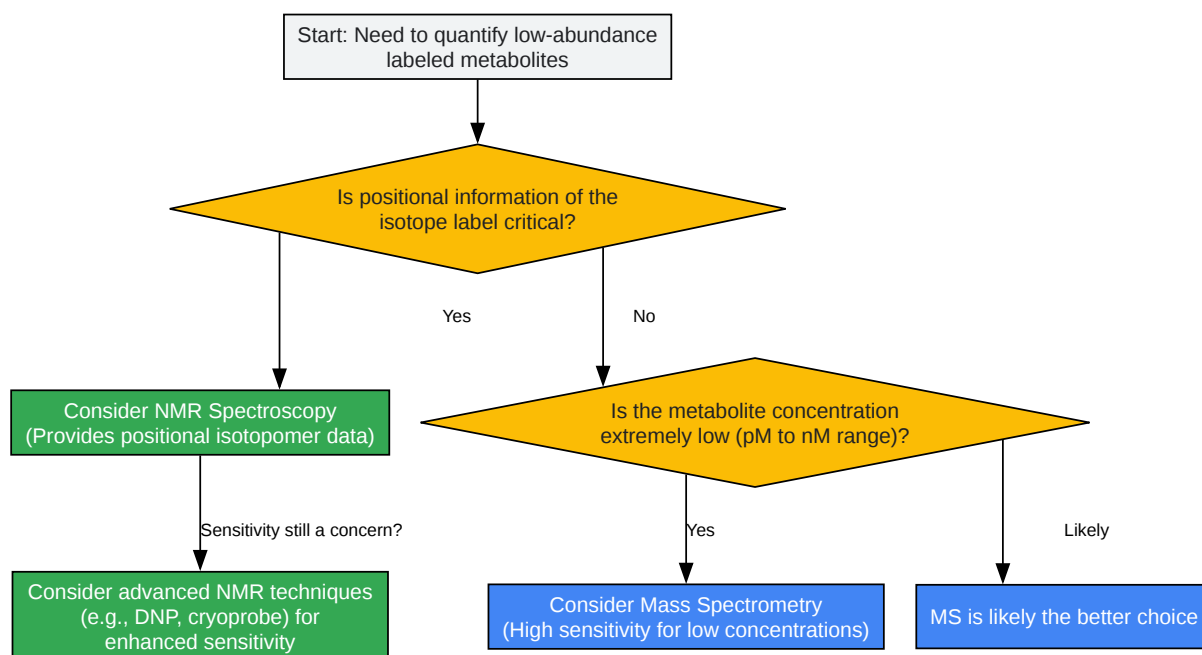 Start: Need to quantify low-abundance
labeled metabolites
Is positional information of the
isotope label critical?
Yes
No
Consider NMR Spectroscopy
(Provides positional isotopomer data)
Is the metabolite concentration
extremely low (pM to nM range)?
Sensitivity still a concern?
Yes
Likely
Consider advanced NMR techniques
(e.g., DNP, cryoprobe) for
enhanced sensitivity
Consider Mass Spectrometry
(High sensitivity for low concentrations)
MS is likely the better choice